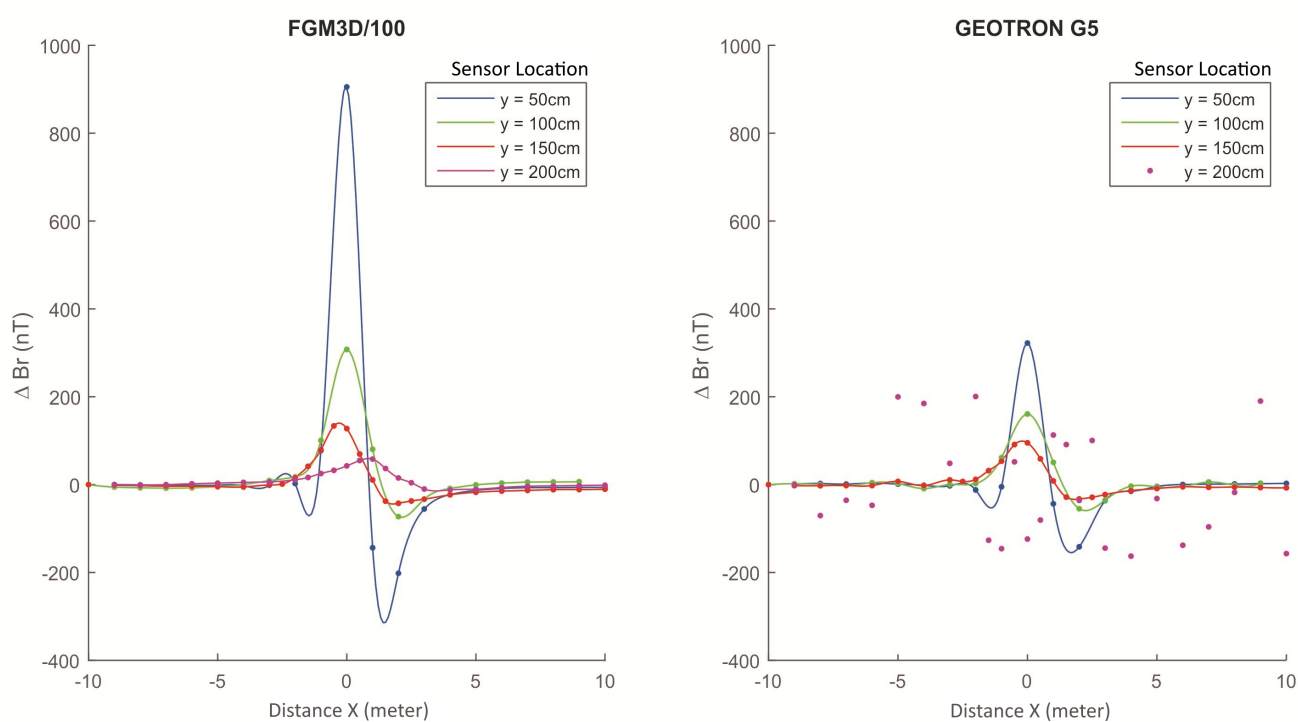 FGM3D/100
1000
800
600
400
200
0
-200
-400
-10
-5
0
5
10
Δ Br (nT)
Distance X (meter)
Sensor Location
y = 50cm
y = 100cm
y = 150cm
y = 200cm
GEOTRON G5
1000
800
600
400
200
0
-200
-400
-10
-5
0
5
10
Δ Br (nT)
Distance X (meter)
Sensor Location
y = 50cm
y = 100cm
y = 150cm
y = 200cm